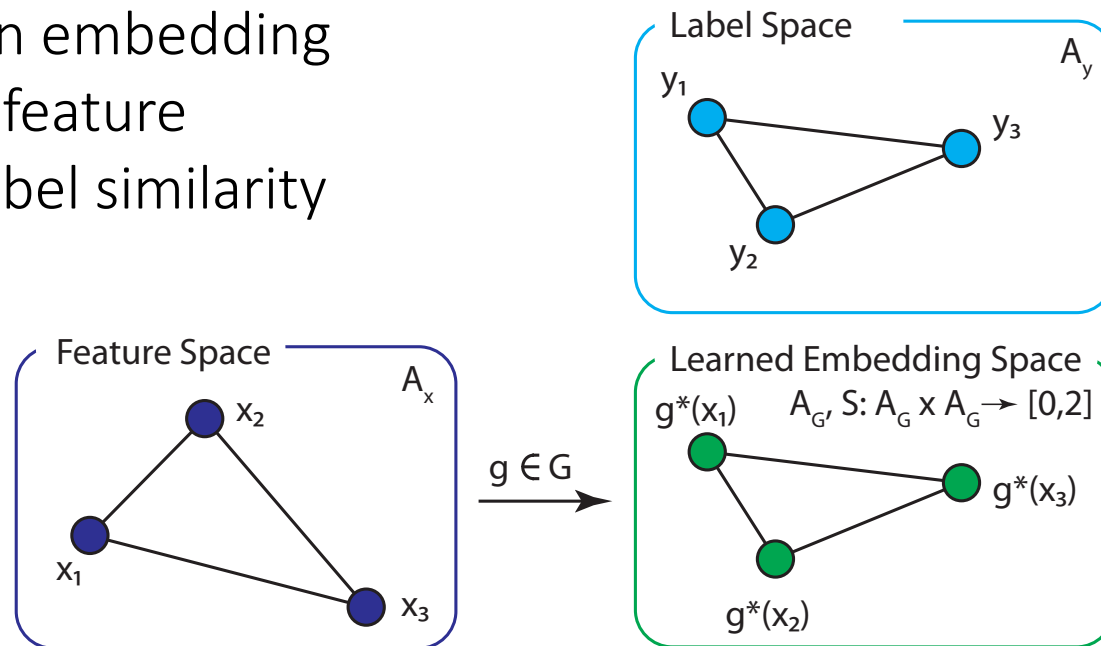 n embedding
feature
bel similarity
Label Space
A_y
y₁
y₃
y₂
Feature Space
A_x
x₂
x₁
x₃
g ∈ G
Learned Embedding Space
A_G, S: A_G x A_G → [0,2]
g*(x₁)
g*(x₃)
g*(x₂)